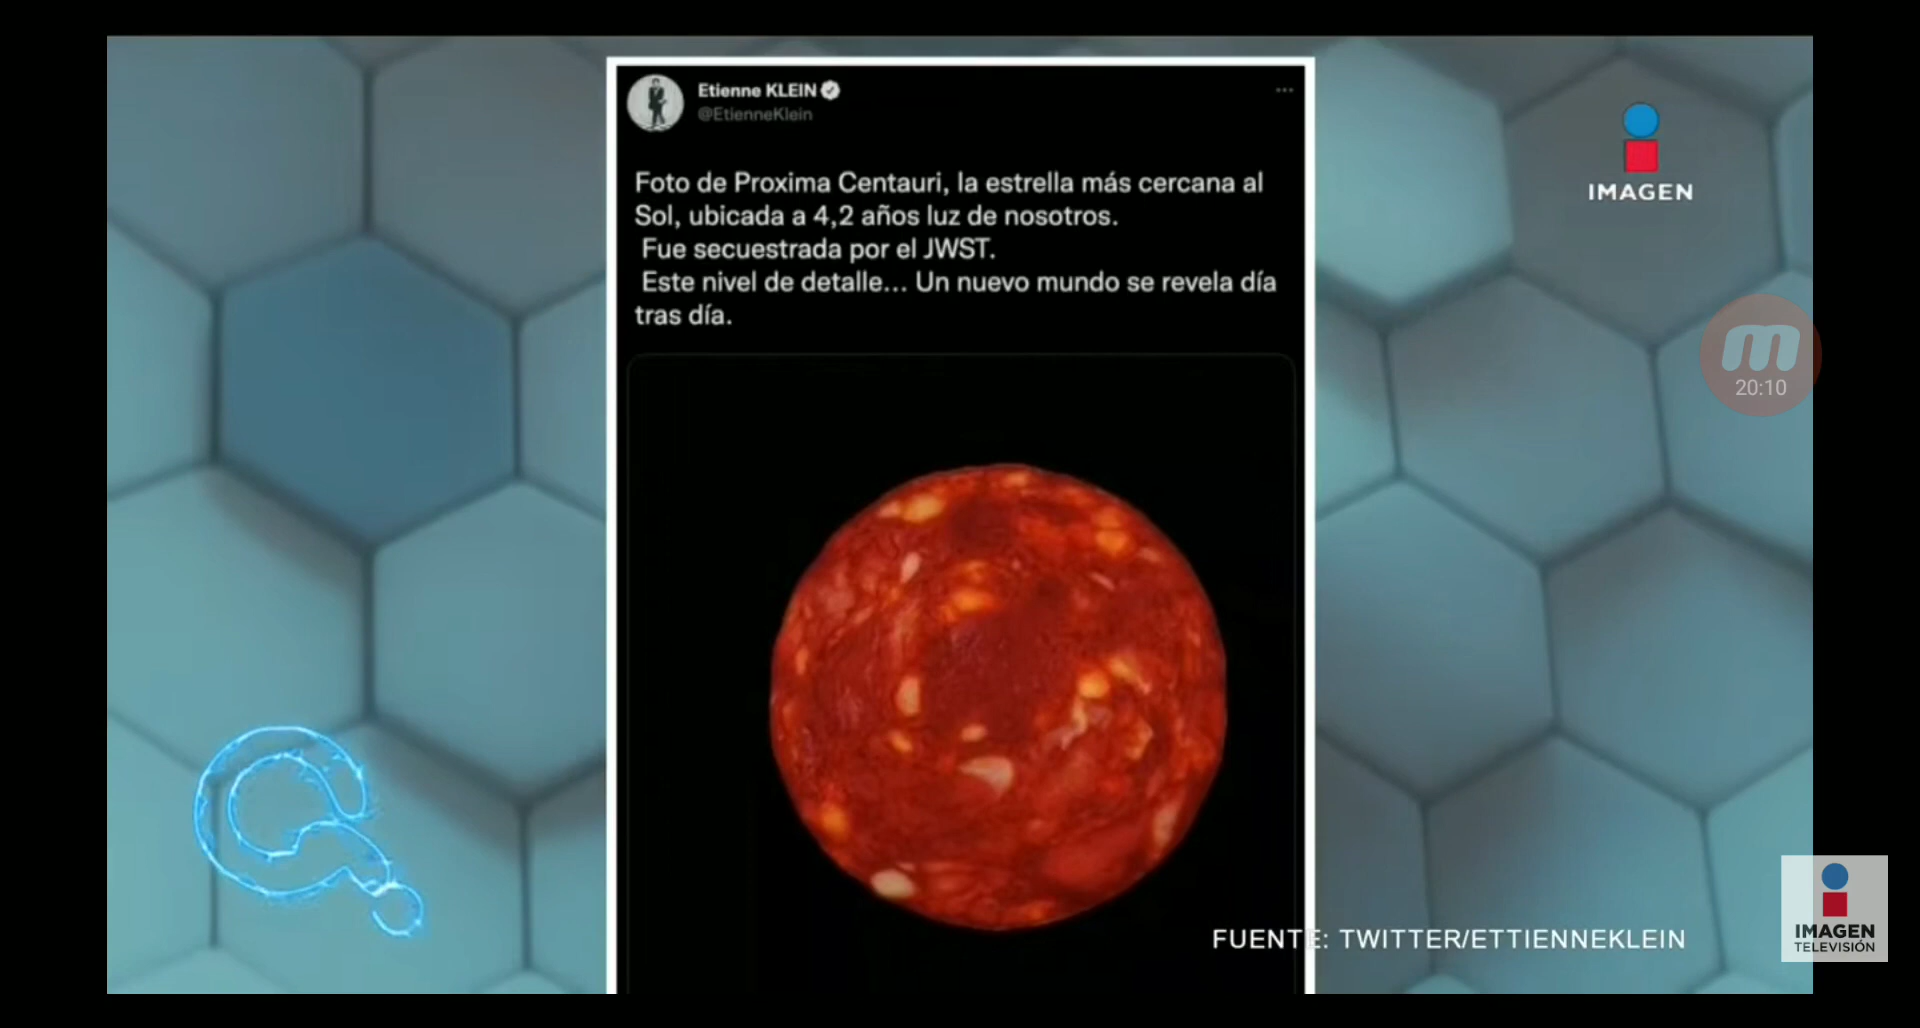 Etienne KLEIN
@EtienneKlein
Foto de Proxima Centauri, la estrella más cercana al
Sol, ubicada a 4,2 años luz de nosotros.
Fue secuestrada por el JWST.
Este nivel de detalle... Un nuevo mundo se revela día
tras día.
IMAGEN
20:10
FUENTE: TWITTER/ETTIENNEKLEIN
IMAGEN
TELEVISIÓN